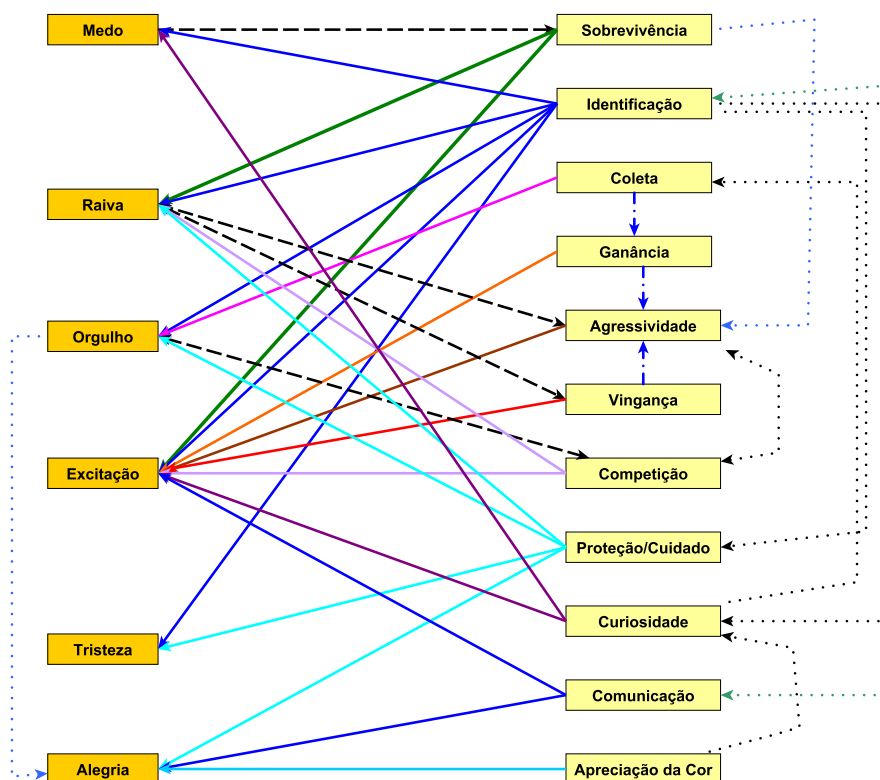 Medo
Sobrevivência
Identificação
Coleta
Raiva
Ganância
Orgulho
Agressividade
Vingança
Excitação
Competição
Proteção/Cuidado
Curiosidade
Tristeza
Comunicação
Alegria
Apreciação da Cor